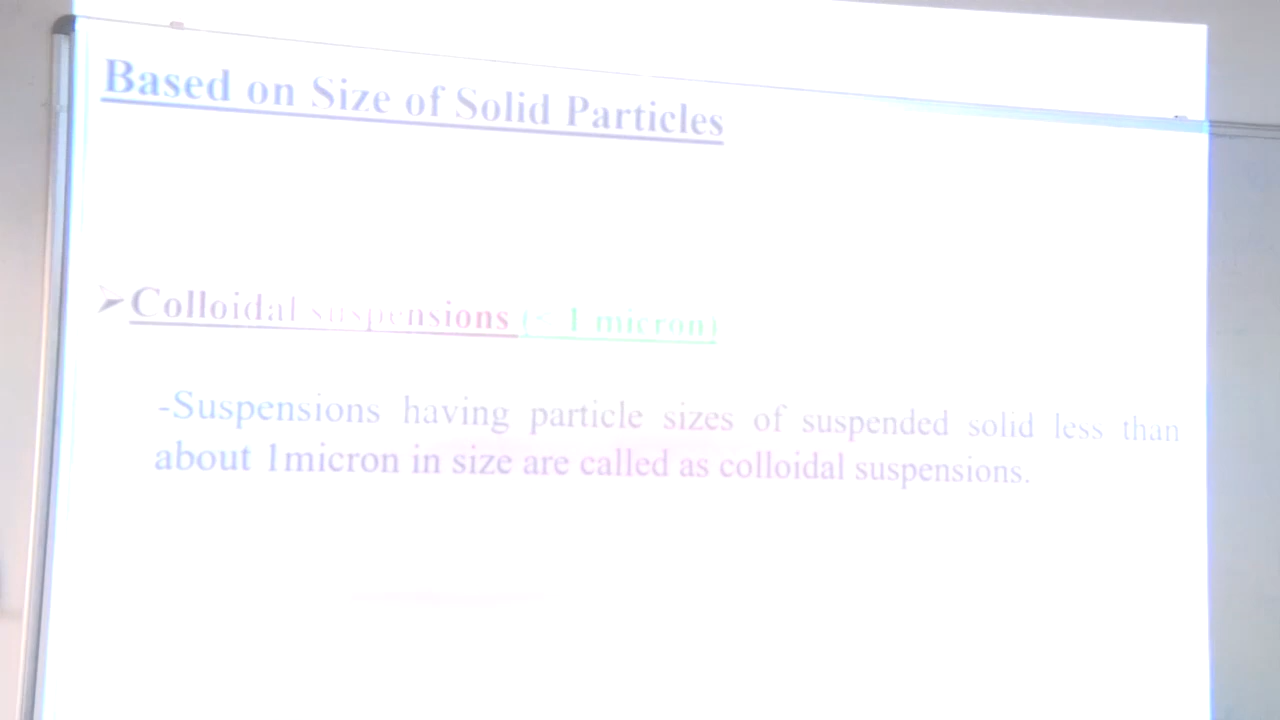 Based on Size of Solid Particles
Colloidal suspensions (< 1 micron)
-Suspensions having particle sizes of suspended solid less than
about 1micron in size are called as colloidal suspensions.